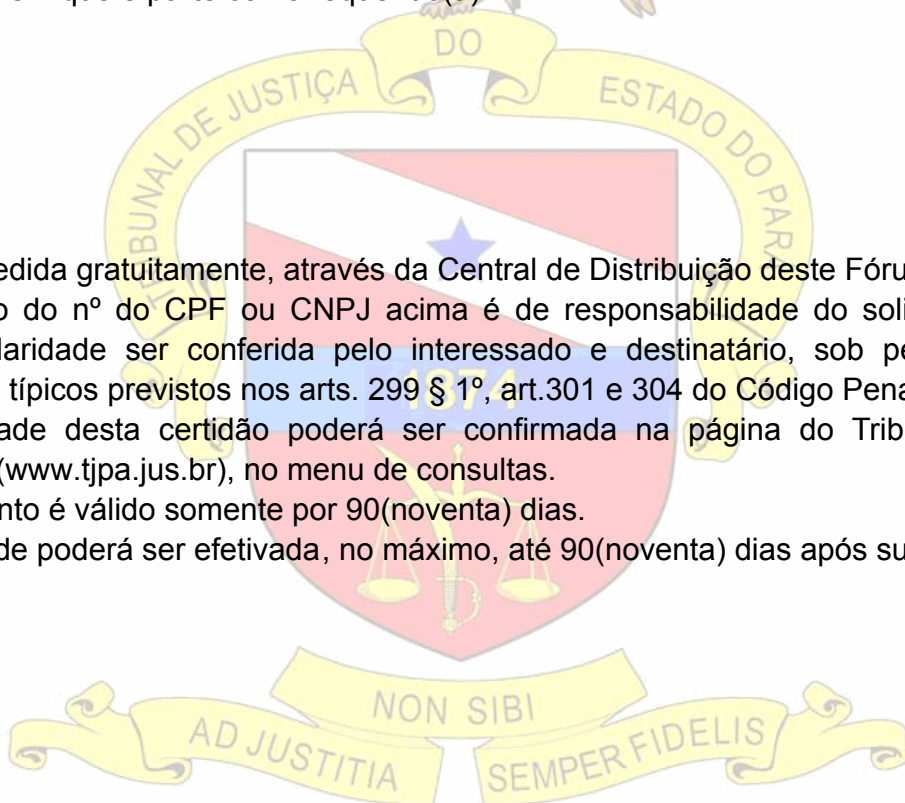 DO
TRIBUNAL DE JUSTIÇA
ESTADO DO PARÁ
edida gratuitamente, através da Central de Distribuição deste Fóru
o do nº do CPF ou CNPJ acima é de responsabilidade do soli
laridade ser conferida pelo interessado e destinatário, sob pe
típicos previstos nos arts. 299 § 1º, art.301 e 304 do Código Pena
1874
ade desta certidão poderá ser confirmada na página do Trib
(www.tjpa.jus.br), no menu de consultas.
nto é válido somente por 90(noventa) dias.
de poderá ser efetivada, no máximo, até 90(noventa) dias após su
NON SIBI
AD JUSTITIA
SEMPER FIDELIS